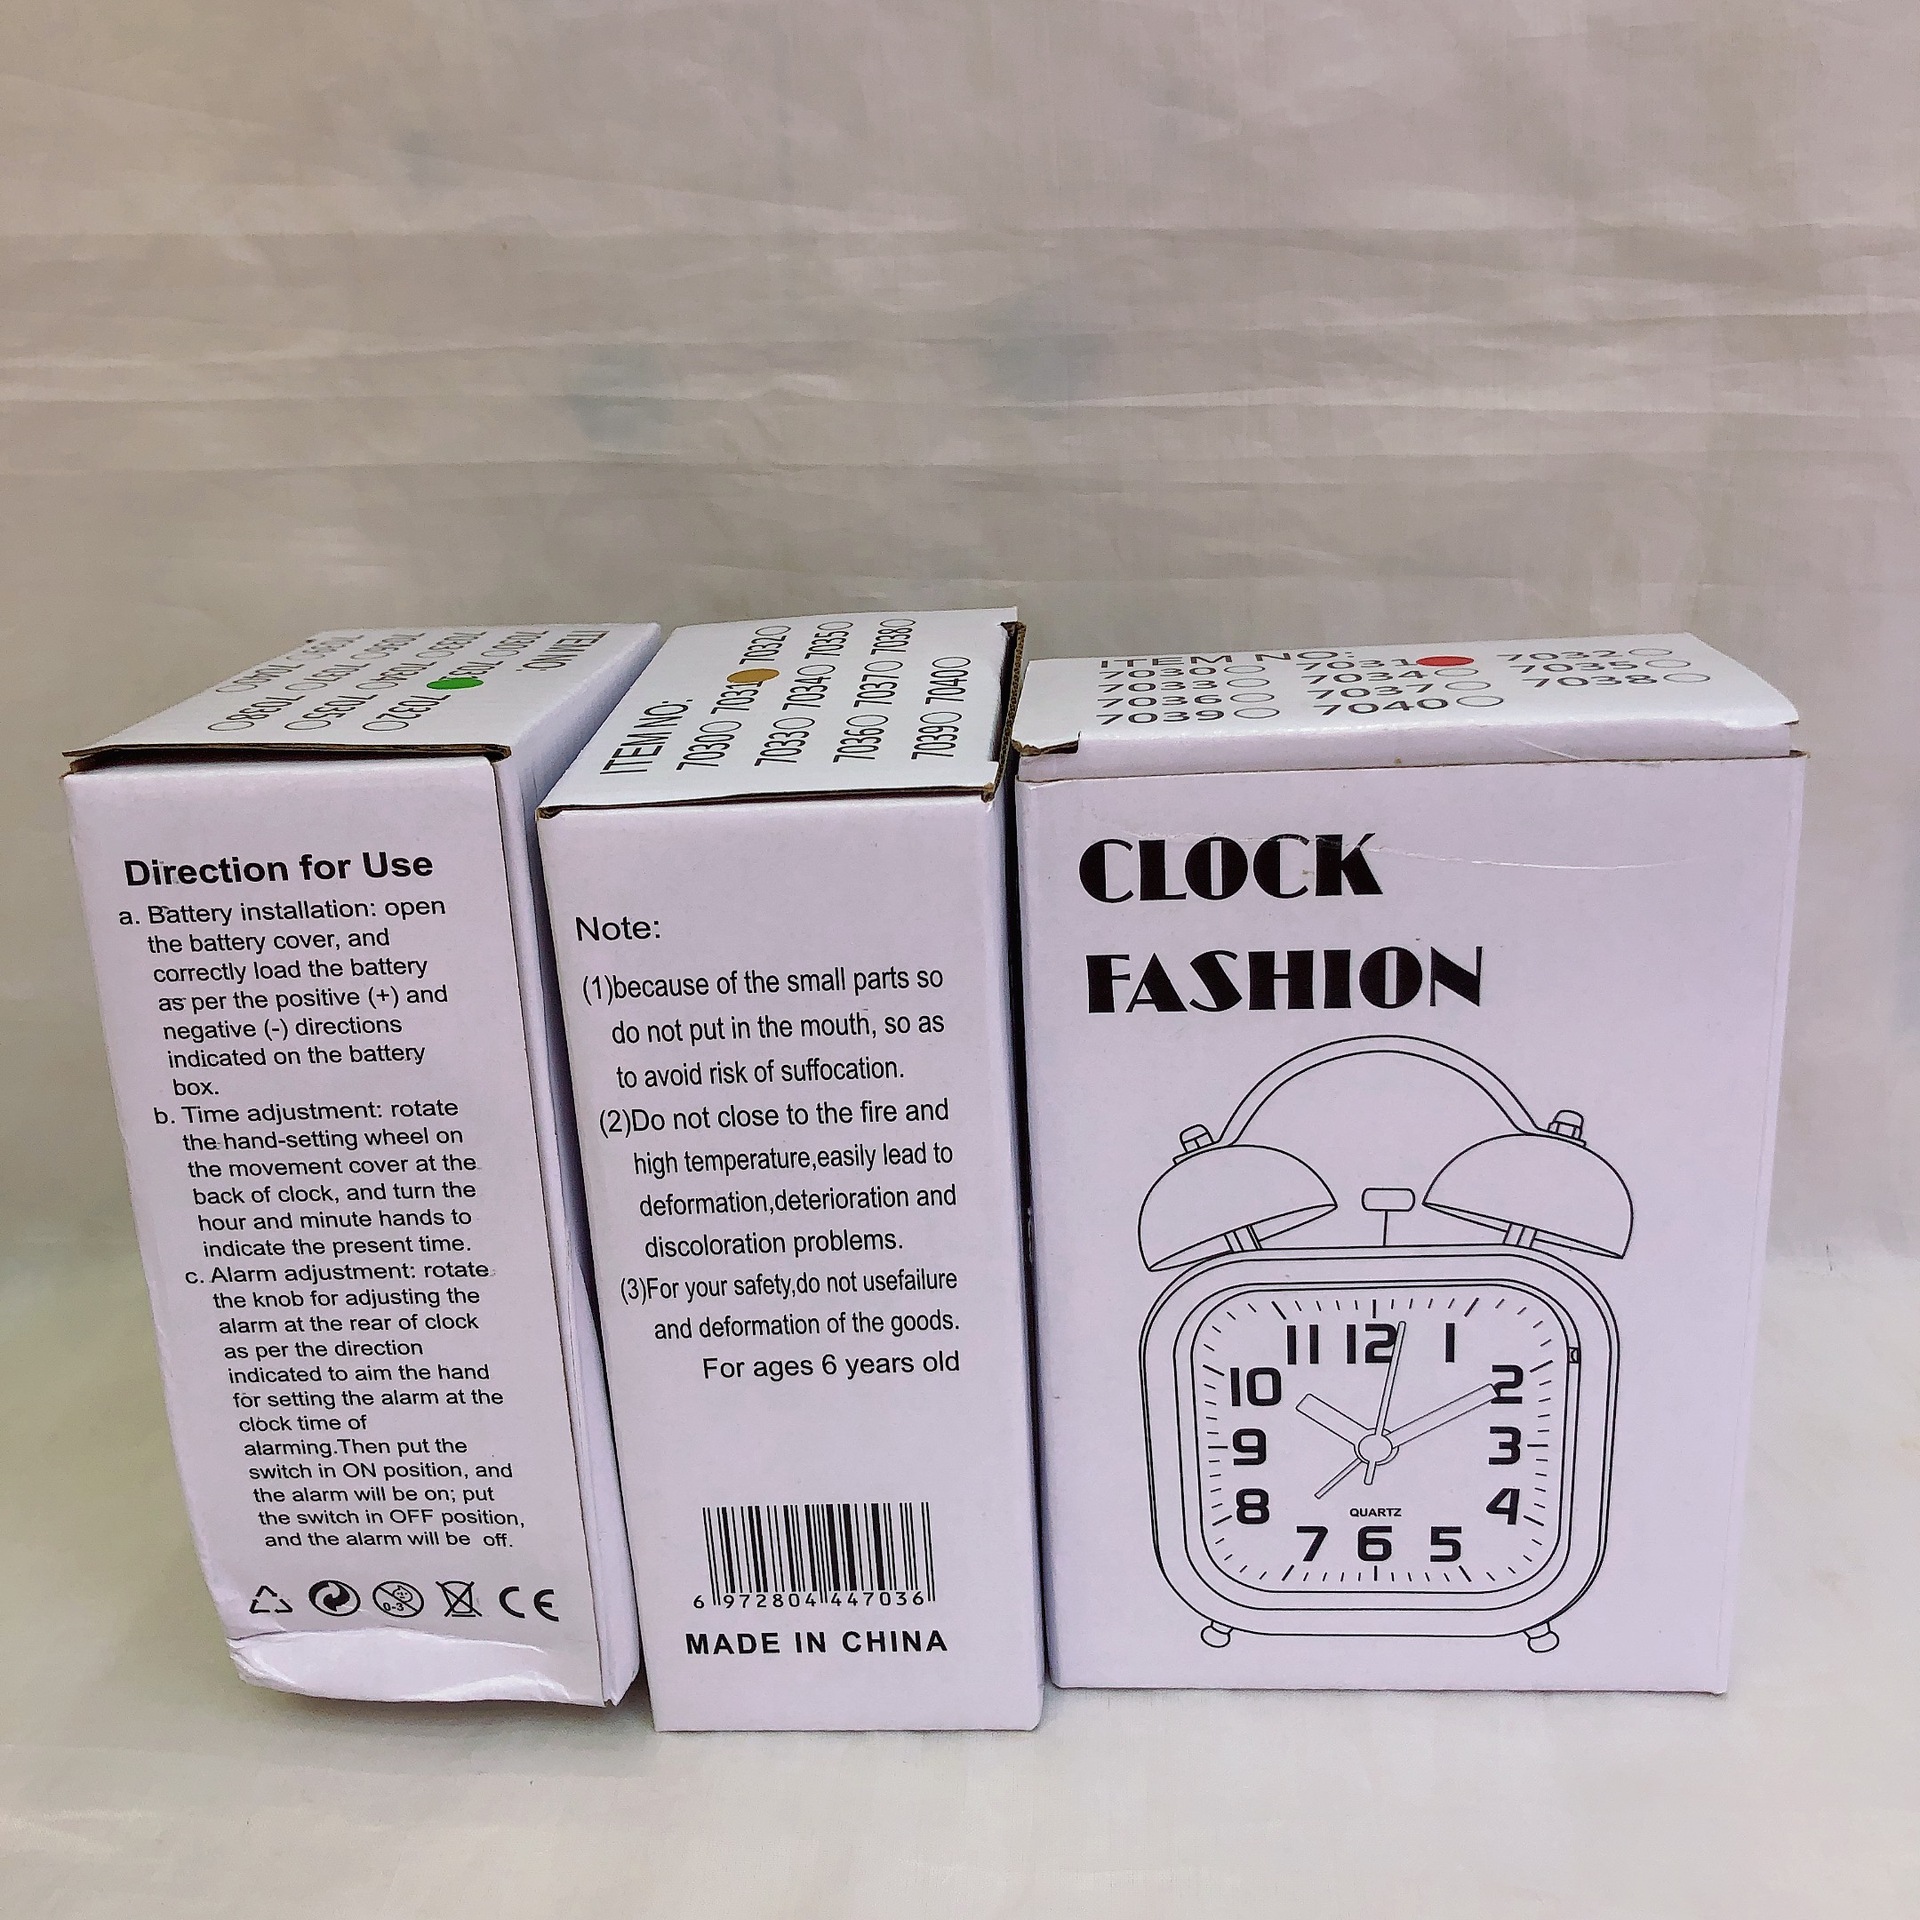 ITEM NO:
7030 7031 7032
7033 7034 7035
7036 7037 7038
7039 7040
Direction for Use
a. Battery installation: open
the battery cover, and
correctly load the battery
as per the positive (+) and
negative (-) directions
indicated on the battery
box.
b. Time adjustment: rotate
the hand-setting wheel on
the movement cover at the
back of clock, and turn the
hour and minute hands to
indicate the present time.
c. Alarm adjustment: rotate
the knob for adjusting the
alarm at the rear of clock
as per the direction
indicated to aim the hand
for setting the alarm at the
clock time of
alarming.Then put the
switch in ON position, and
the alarm will be on; put
the switch in OFF position,
and the alarm will be off.
0-3
CE
ITEM NO:
7030 7031 7032
7033 7034 7035
7036 7037 7038
7039 7040
Note:
(1)because of the small parts so
do not put in the mouth, so as
to avoid risk of suffocation.
(2)Do not close to the fire and
high temperature,easily lead to
deformation,deterioration and
discoloration problems.
(3)For your safety,do not usefailure
and deformation of the goods.
For ages 6 years old
6 972804 447036
MADE IN CHINA
ITEM NO:
7030 7031 7032
7033 7034 7035
7036 7037 7038
7039 7040
CLOCK
FASHION
11 12 1
10 2
9 3
8 4
QUARTZ
7 6 5